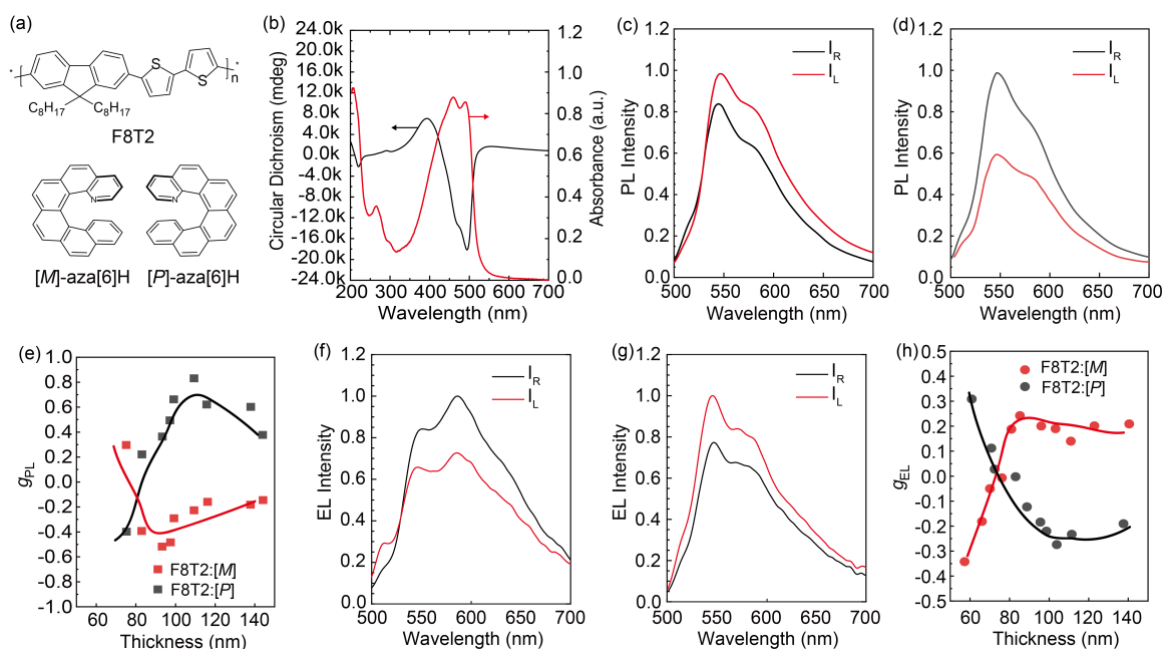 (a)
S
S
n
C8H17
C8H17
F8T2
N
N
[M]-aza[6]H
[P]-aza[6]H
(b)
Circular Dichroism (mdeg)
24.0k
20.0k
16.0k
12.0k
8.0k
4.0k
0.0k
-4.0k
-8.0k
-12.0k
-16.0k
-20.0k
-24.0k
200 300 400 500 600 700
Wavelength (nm)
1.2
1.0
0.8
0.6
0.4
0.2
0.0
Absorbance (a.u.)
(c)
PL Intensity
1.2
1.0
0.8
0.6
0.4
0.2
0.0
500 550 600 650 700
Wavelength (nm)
IR
IL
(d)
PL Intensity
1.2
1.0
0.8
0.6
0.4
0.2
0.0
500 550 600 650 700
Wavelength (nm)
IR
IL
(e)
gPL
1.0
0.8
0.6
0.4
0.2
0.0
-0.2
-0.4
-0.6
-0.8
-1.0
60 80 100 120 140
Thickness (nm)
F8T2:[M]
F8T2:[P]
(f)
EL Intensity
1.2
1.0
0.8
0.6
0.4
0.2
0.0
500 550 600 650 700
Wavelength (nm)
IR
IL
(g)
EL Intensity
1.2
1.0
0.8
0.6
0.4
0.2
0.0
500 550 600 650 700
Wavelength (nm)
IR
IL
(h)
gEL
0.5
0.4
0.3
0.2
0.1
0.0
-0.1
-0.2
-0.3
-0.4
-0.5
60 80 100 120 140
Thickness (nm)
F8T2:[M]
F8T2:[P]